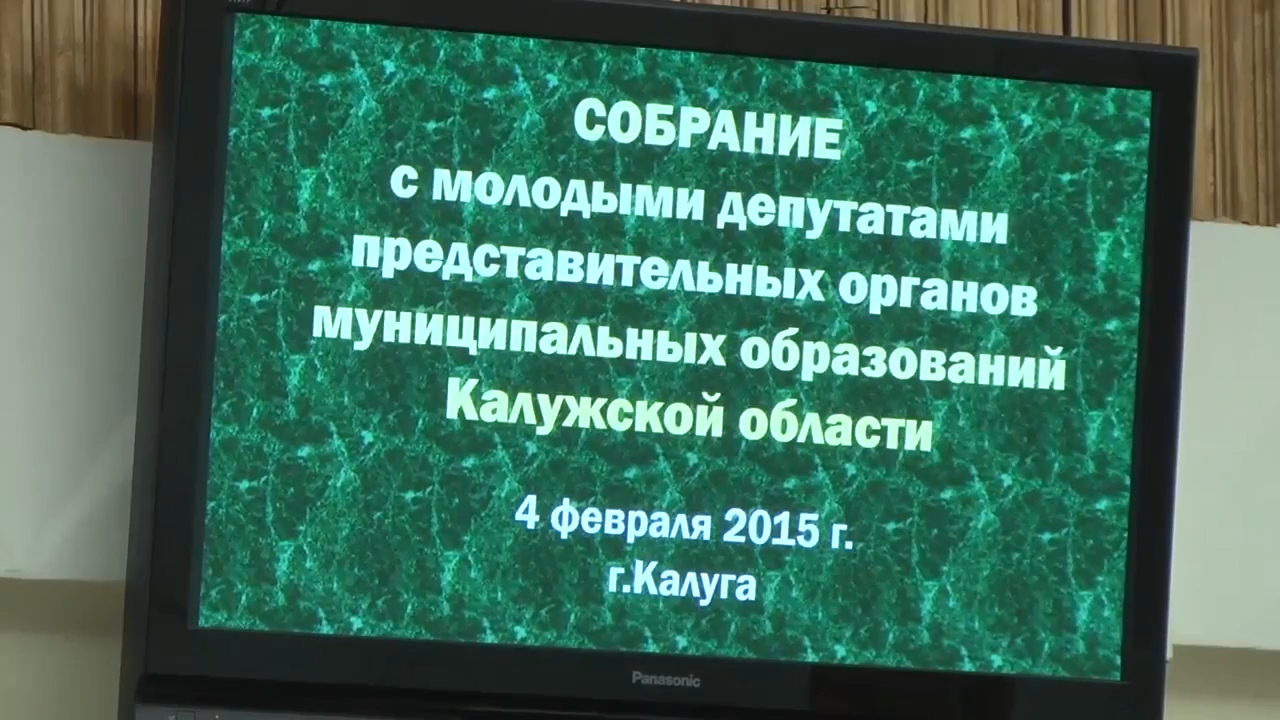 СОБРАНИЕ
с молодыми депутатами
представительных органов
муниципальных образований
Калужской области
4 февраля 2015 г.
г.Калуга
Panasonic